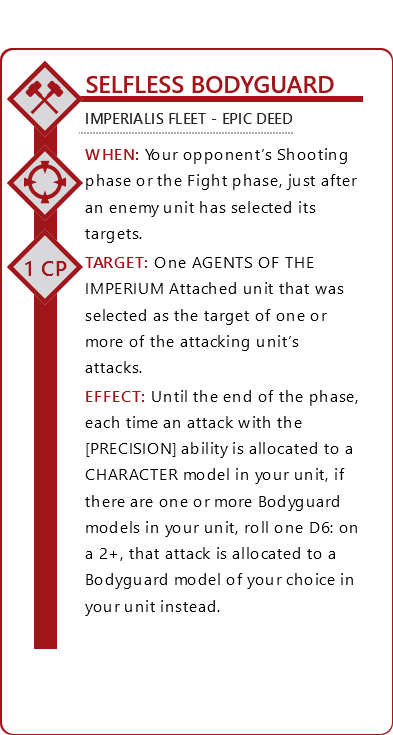 SELFLESS BODYGUARD
IMPERIALIS FLEET - EPIC DEED
WHEN: Your opponent's Shooting
phase or the Fight phase, just after
an enemy unit has selected its
targets.
1 CP
TARGET: One AGENTS OF THE
IMPERIUM Attached unit that was
selected as the target of one or
more of the attacking unit's
attacks.
EFFECT: Until the end of the phase,
each time an attack with the
[PRECISION] ability is allocated to a
CHARACTER model in your unit, if
there are one or more Bodyguard
models in your unit, roll one D6: on
a 2+, that attack is allocated to a
Bodyguard model of your choice in
your unit instead.